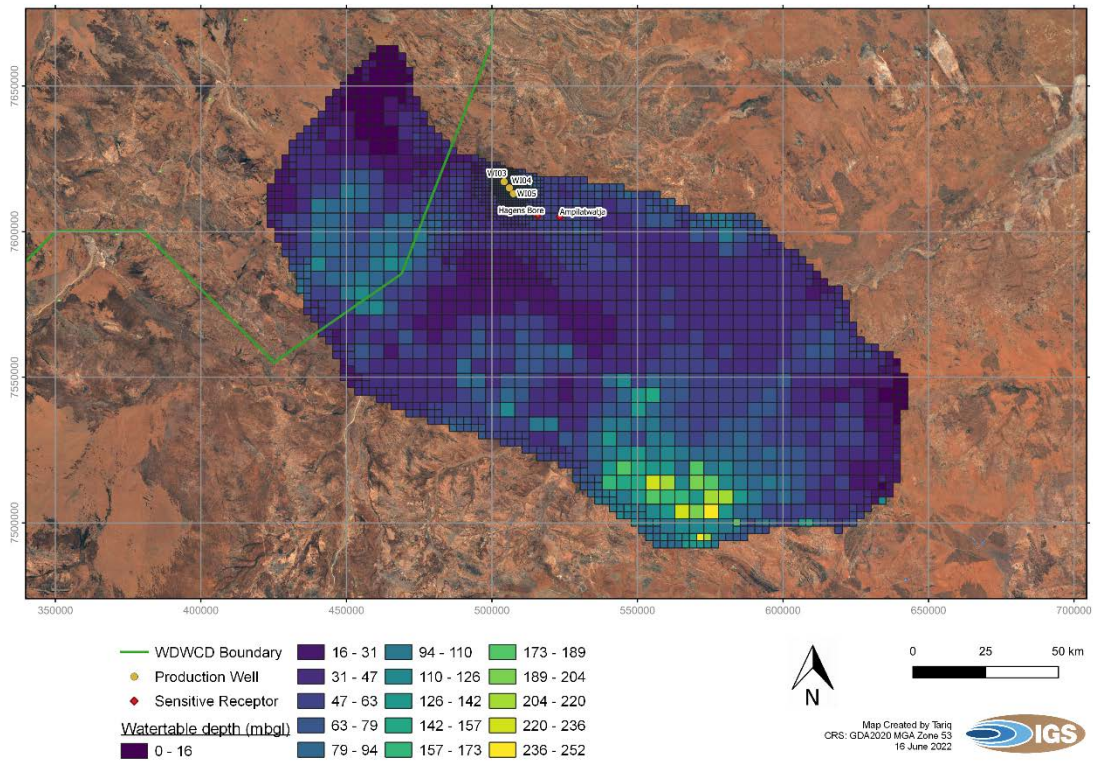 7650000
7600000
7550000
7500000
WI03
WI04
WI05
Hagens Bore
Ampilatwatja
350000
400000
450000
500000
550000
600000
650000
700000
WDWCD Boundary
Production Well
Sensitive Receptor
Watertable depth (mbgl)
0 - 16
16 - 31
31 - 47
47 - 63
63 - 79
79 - 94
94 - 110
110 - 126
126 - 142
142 - 157
157 - 173
173 - 189
189 - 204
204 - 220
220 - 236
236 - 252
N
0 25 50 km
Map Created by Tariq
CRS: GDA2020 MGA Zone 53
16 June 2022
IGS